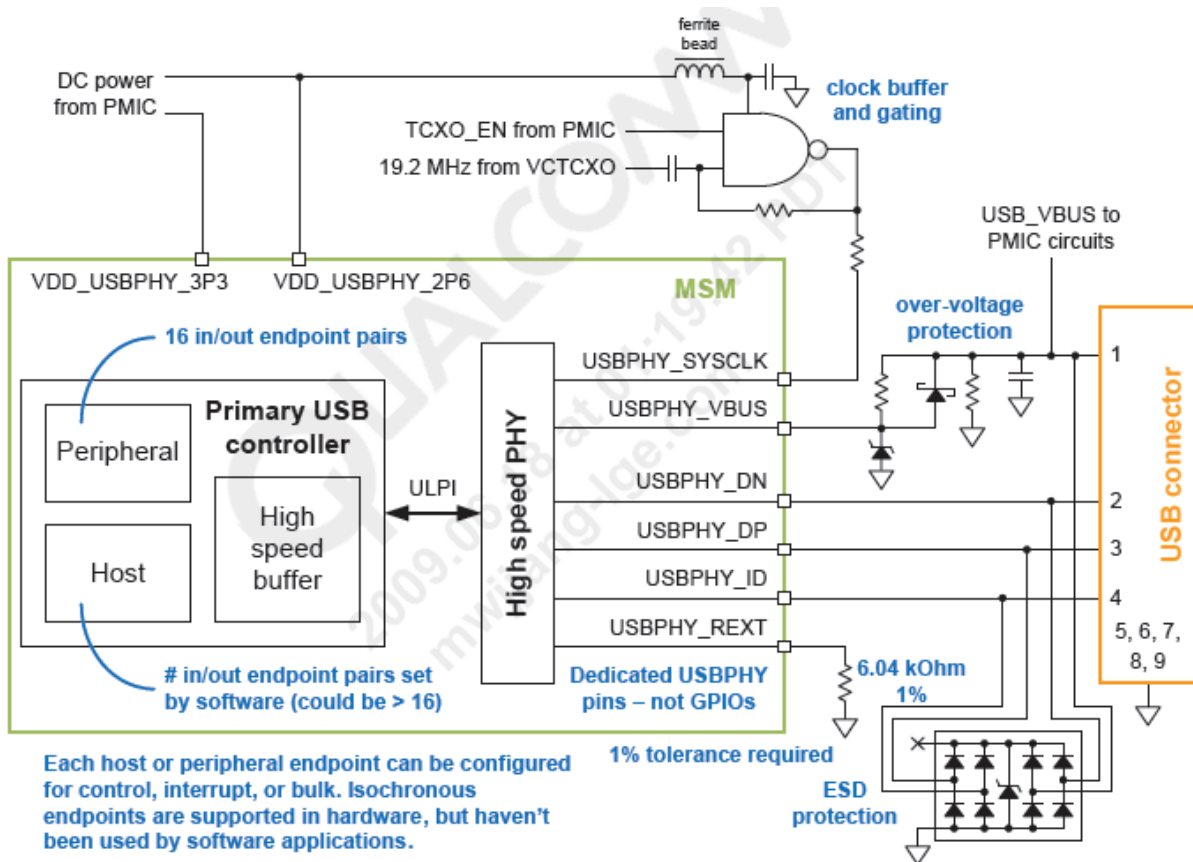 ferrite
bead
DC power
from PMIC
clock buffer
and gating
TCXO_EN from PMIC
19.2 MHz from VCTCXO
USB_VBUS to
PMIC circuits
VDD_USBPHY_3P3
VDD_USBPHY_2P6
MSM
over-voltage
protection
16 in/out endpoint pairs
Primary USB
controller
Peripheral
Host
High
speed
buffer
ULPI
High speed PHY
USBPHY_SYSCLK
USBPHY_VBUS
USBPHY_DN
USBPHY_DP
USBPHY_ID
USBPHY_REXT
1
2
3
4
5, 6, 7,
8, 9
USB connector
# in/out endpoint pairs set
by software (could be > 16)
Dedicated USBPHY
pins – not GPIOs
6.04 kOhm
1%
1% tolerance required
ESD
protection
Each host or peripheral endpoint can be configured
for control, interrupt, or bulk. Isochronous
endpoints are supported in hardware, but haven't
been used by software applications.
QUALCOMM